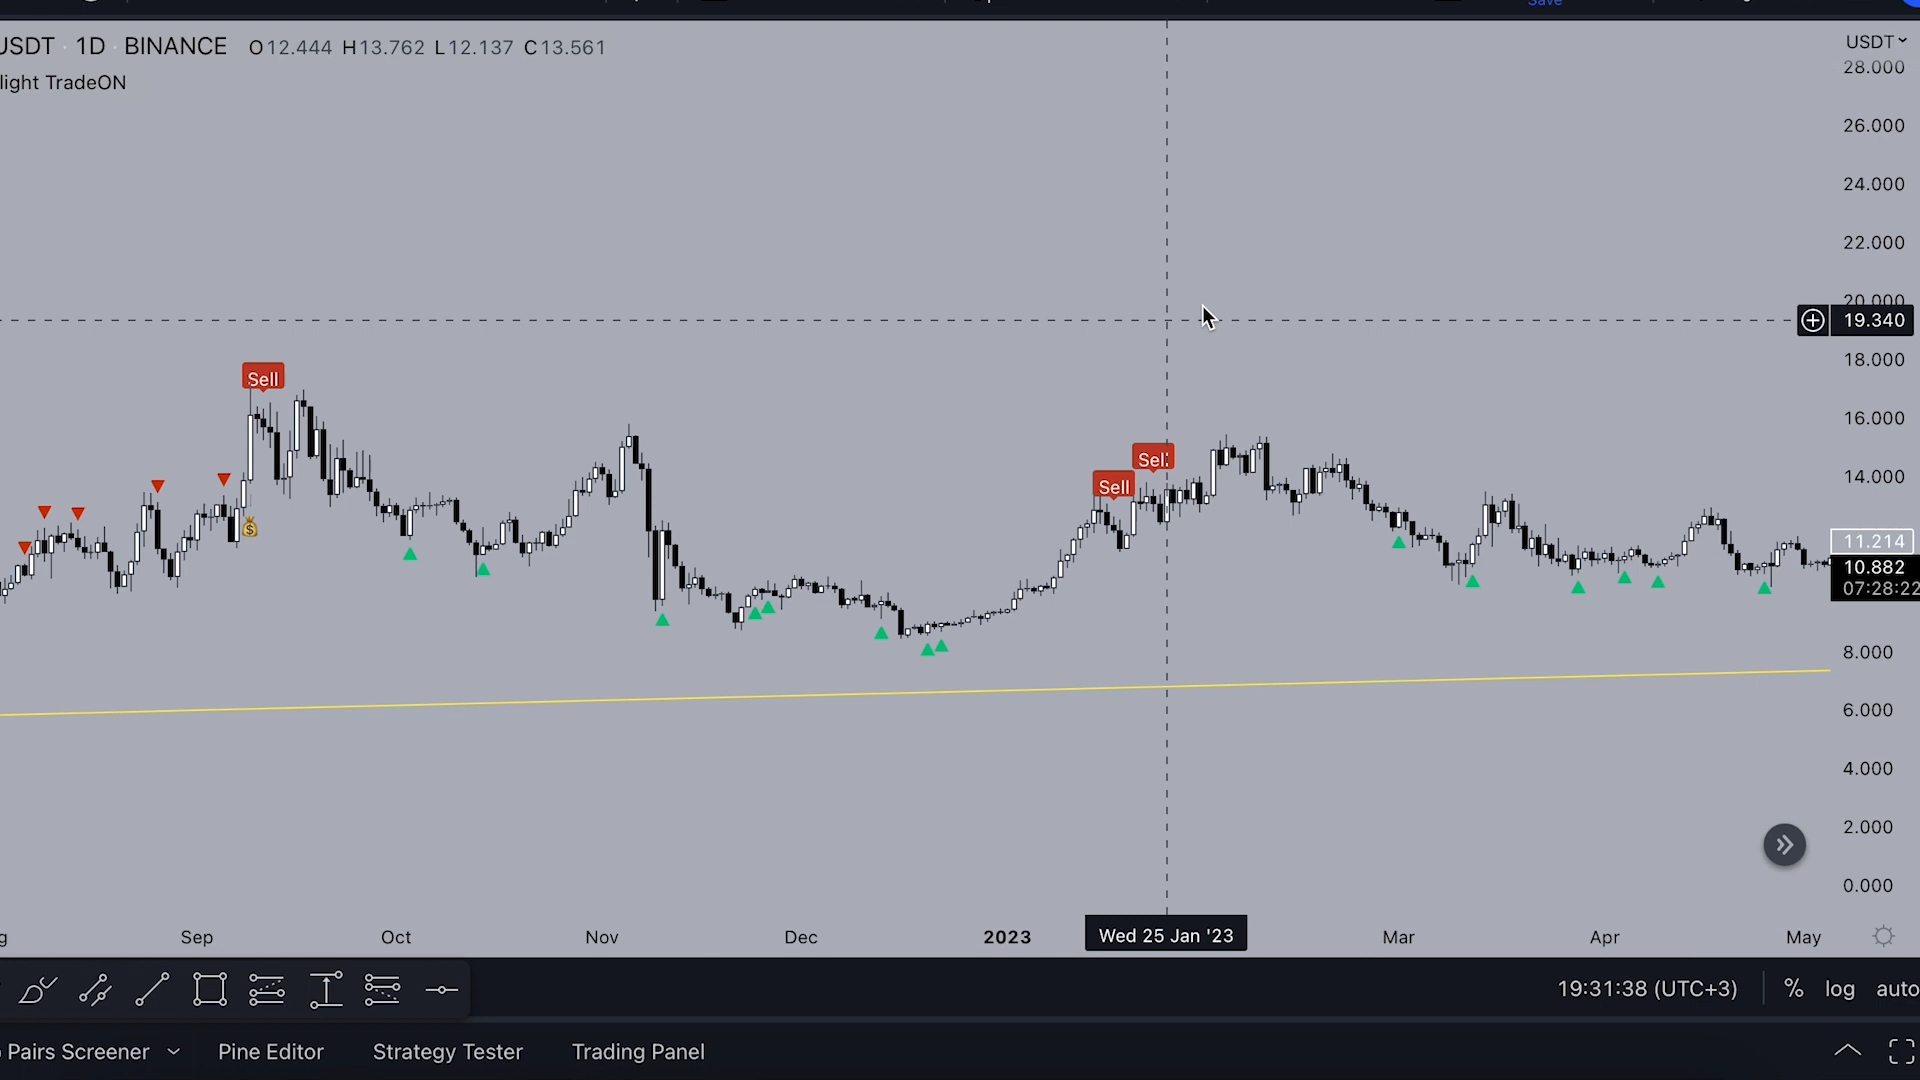 Save
USDT · 1D · BINANCE O12.444 H13.762 L12.137 C13.561
light TradeON
USDT
28.000
26.000
24.000
22.000
20.000
19.340
18.000
16.000
14.000
11.214
10.882
07:28:22
8.000
6.000
4.000
2.000
0.000
Sell
Sell
Sell
Sep Oct Nov Dec 2023 Wed 25 Jan '23 Mar Apr May
19:31:38 (UTC+3) % log auto
Pairs Screener Pine Editor Strategy Tester Trading Panel